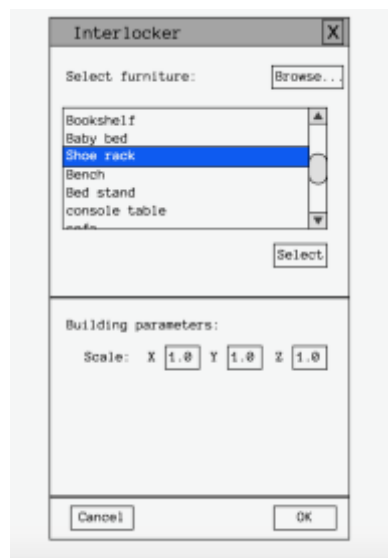 Interlocker X
Select furniture: Browse...
Bookshelf
Baby bed
Shoe rack
Bench
Bed stand
console table
sofa
Select
Building parameters:
Scale: X 1.0 Y 1.0 Z 1.0
Cancel OK